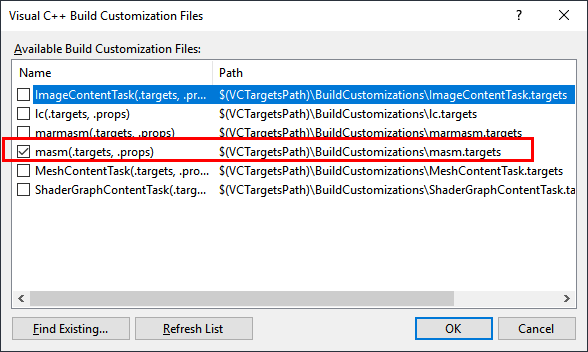 Visual C++ Build Customization Files
Available Build Customization Files:
Name Path
ImageContentTask(.targets, .pr... $(VCTargetsPath)\BuildCustomizations\ImageContentTask.targets
lc(.targets, .props) $(VCTargetsPath)\BuildCustomizations\lc.targets
marmasm(.targets, .props) $(VCTargetsPath)\BuildCustomizations\marmasm.targets
masm(.targets, .props) $(VCTargetsPath)\BuildCustomizations\masm.targets
MeshContentTask(.targets, .pro... $(VCTargetsPath)\BuildCustomizations\MeshContentTask.targets
ShaderGraphContentTask(.targ... $(VCTargetsPath)\BuildCustomizations\ShaderGraphContentTask.ta
Find Existing... Refresh List OK Cancel